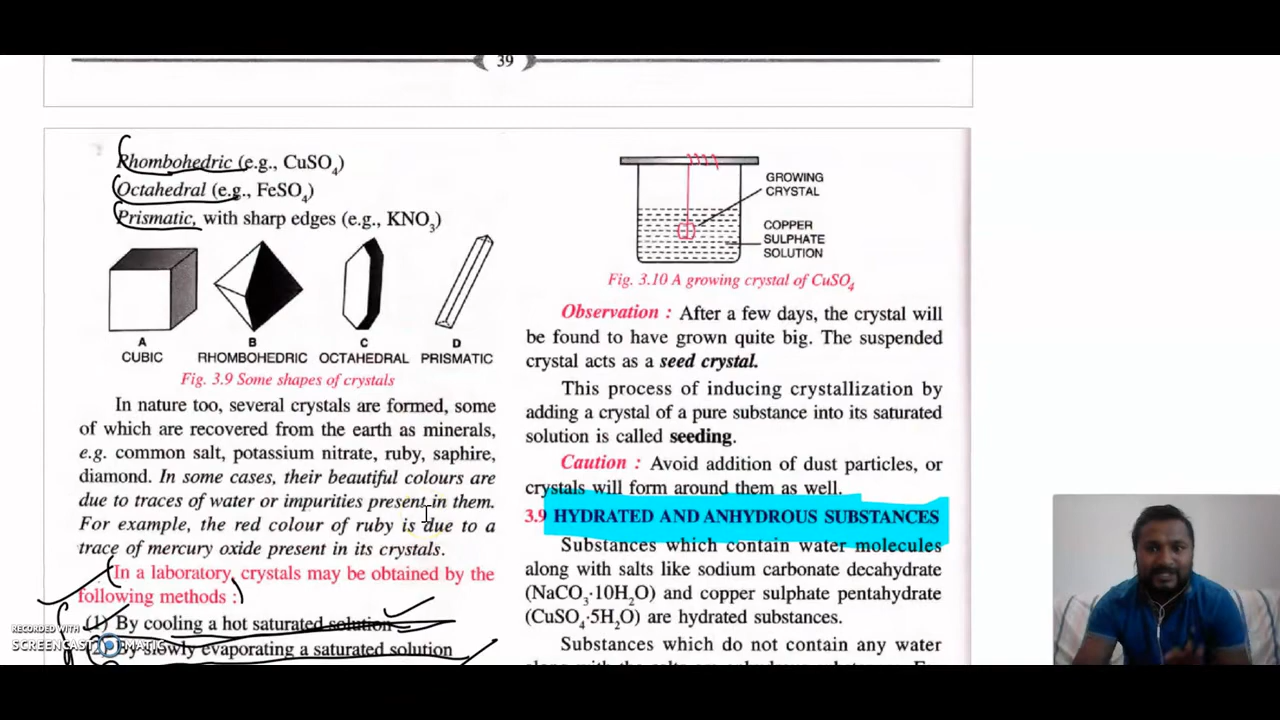 39
Rhombohedric (e.g., CuSO₄)
Octahedral (e.g., FeSO₄)
Prismatic, with sharp edges (e.g., KNO₃)
A
CUBIC
B
RHOMBOHEDRIC
C
OCTAHEDRAL
D
PRISMATIC
Fig. 3.9 Some shapes of crystals
In nature too, several crystals are formed, some
of which are recovered from the earth as minerals,
e.g. common salt, potassium nitrate, ruby, saphire,
diamond. In some cases, their beautiful colours are
due to traces of water or impurities present in them.
For example, the red colour of ruby is due to a
trace of mercury oxide present in its crystals.
In a laboratory, crystals may be obtained by the
following methods :
(1) By cooling a hot saturated solution
(2) By slowly evaporating a saturated solution
GROWING
CRYSTAL
COPPER
SULPHATE
SOLUTION
Fig. 3.10 A growing crystal of CuSO₄
Observation : After a few days, the crystal will
be found to have grown quite big. The suspended
crystal acts as a seed crystal.
This process of inducing crystallization by
adding a crystal of a pure substance into its saturated
solution is called seeding.
Caution : Avoid addition of dust particles, or
crystals will form around them as well.
3.9 HYDRATED AND ANHYDROUS SUBSTANCES
Substances which contain water molecules
along with salts like sodium carbonate decahydrate
(NaCO₃·10H₂O) and copper sulphate pentahydrate
(CuSO₄·5H₂O) are hydrated substances.
Substances which do not contain any water
RECORDED WITH
SCREENCAST MATIC